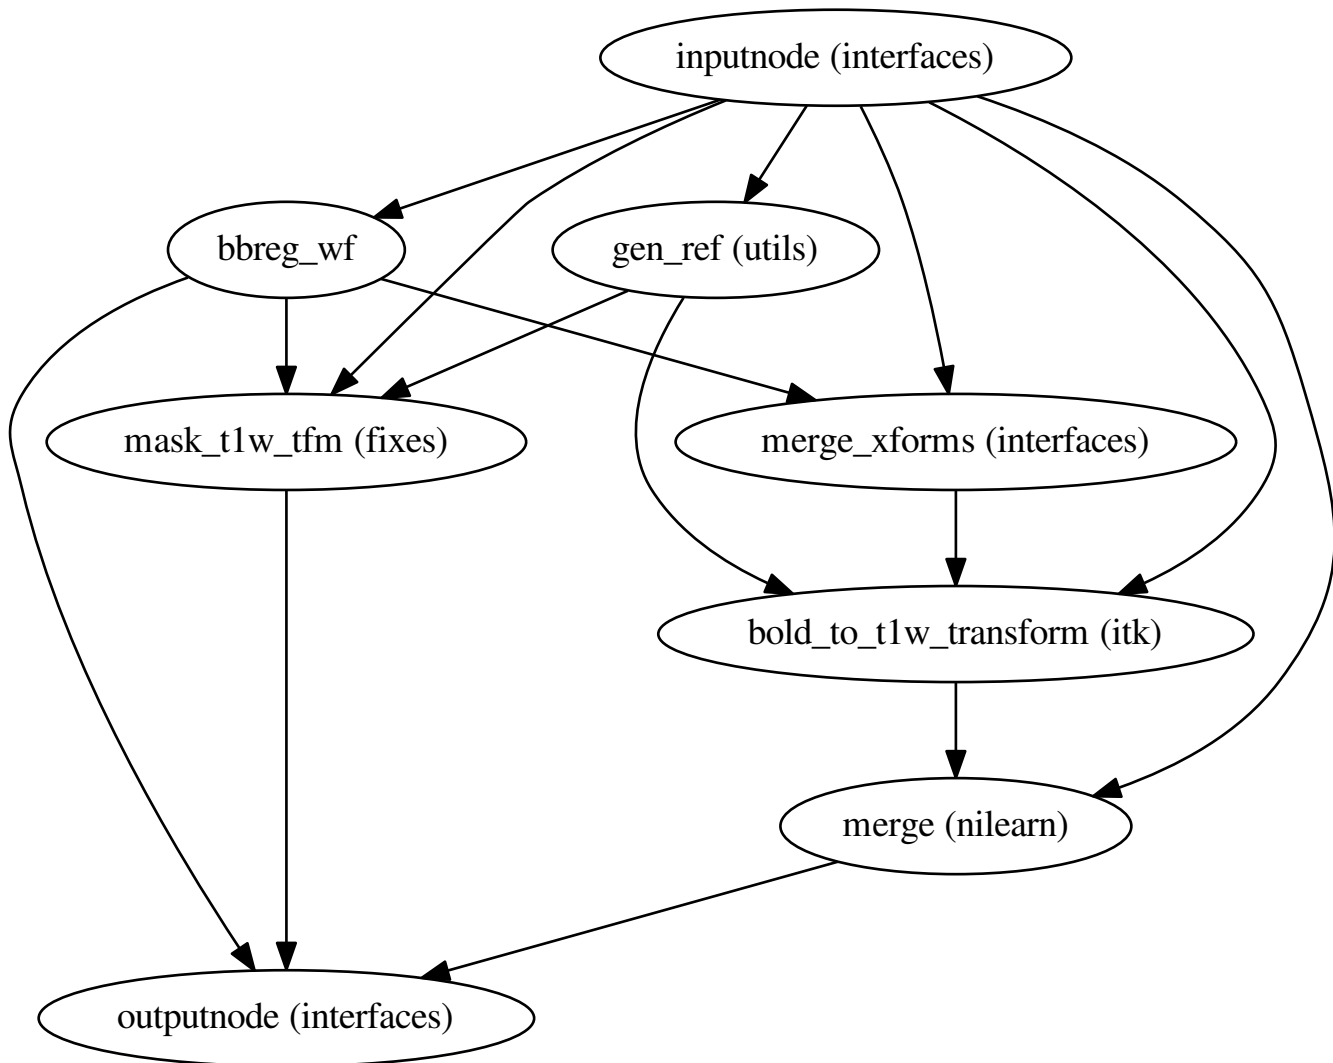 inputnode (interfaces)
bbreg_wf
gen_ref (utils)
mask_t1w_tfm (fixes)
merge_xforms (interfaces)
bold_to_t1w_transform (itk)
merge (nilearn)
outputnode (interfaces)